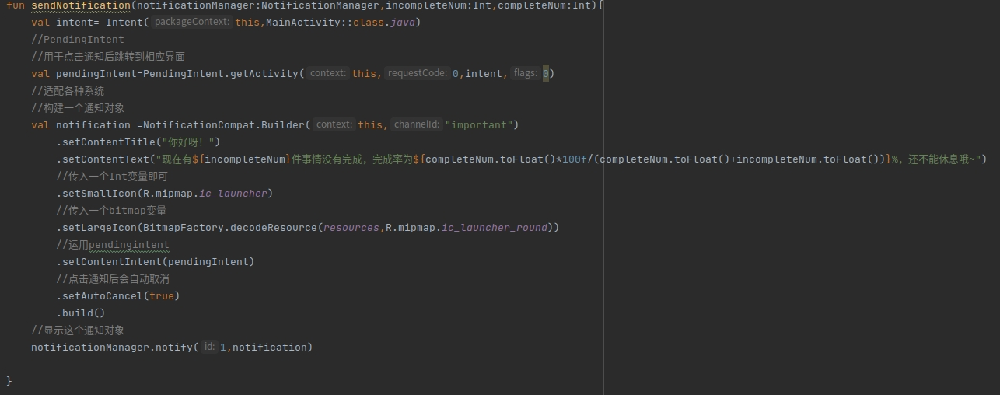 fun sendNotification(notificationManager:NotificationManager,incompleteNum:Int,completeNum:Int){
val intent= Intent( packageContext: this,MainActivity::class.java)
//PendingIntent
//用于点击通知后跳转到相应界面
val pendingIntent=PendingIntent.getActivity( context: this, requestCode: 0,intent, flags: 0)
//适配各种系统
//构建一个通知对象
val notification =NotificationCompat.Builder( context: this, channelId: "important")
.setContentTitle("你好呀！")
.setContentText("现在有${incompleteNum}件事情没有完成，完成率为${completeNum.toFloat()*100f/(completeNum.toFloat()+incompleteNum.toFloat())}%，还不能休息哦~")
//传入一个Int变量即可
.setSmallIcon(R.mipmap.ic_launcher)
//传入一个bitmap变量
.setLargeIcon(BitmapFactory.decodeResource(resources,R.mipmap.ic_launcher_round))
//运用pendingintent
.setContentIntent(pendingIntent)
//点击通知后会自动取消
.setAutoCancel(true)
.build()
//显示这个通知对象
notificationManager.notify( id: 1,notification)
}